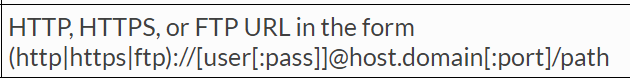 HTTP, HTTPS, or FTP URL in the form
(http|https|ftp)://[user[:pass]]@host.domain[:port]/path